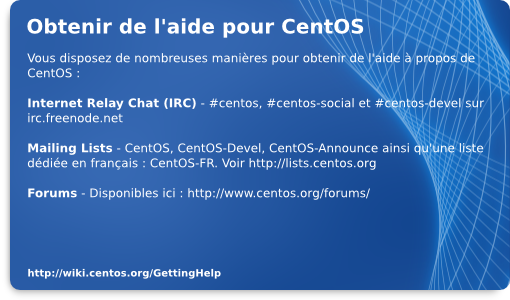 Obtenir de l'aide pour CentOS
Vous disposez de nombreuses manières pour obtenir de l'aide à propos de
CentOS :
Internet Relay Chat (IRC) - #centos, #centos-social et #centos-devel sur
irc.freenode.net
Mailing Lists - CentOS, CentOS-Devel, CentOS-Announce ainsi qu'une liste
dédiée en français : CentOS-FR. Voir http://lists.centos.org
Forums - Disponibles ici : http://www.centos.org/forums/
http://wiki.centos.org/GettingHelp